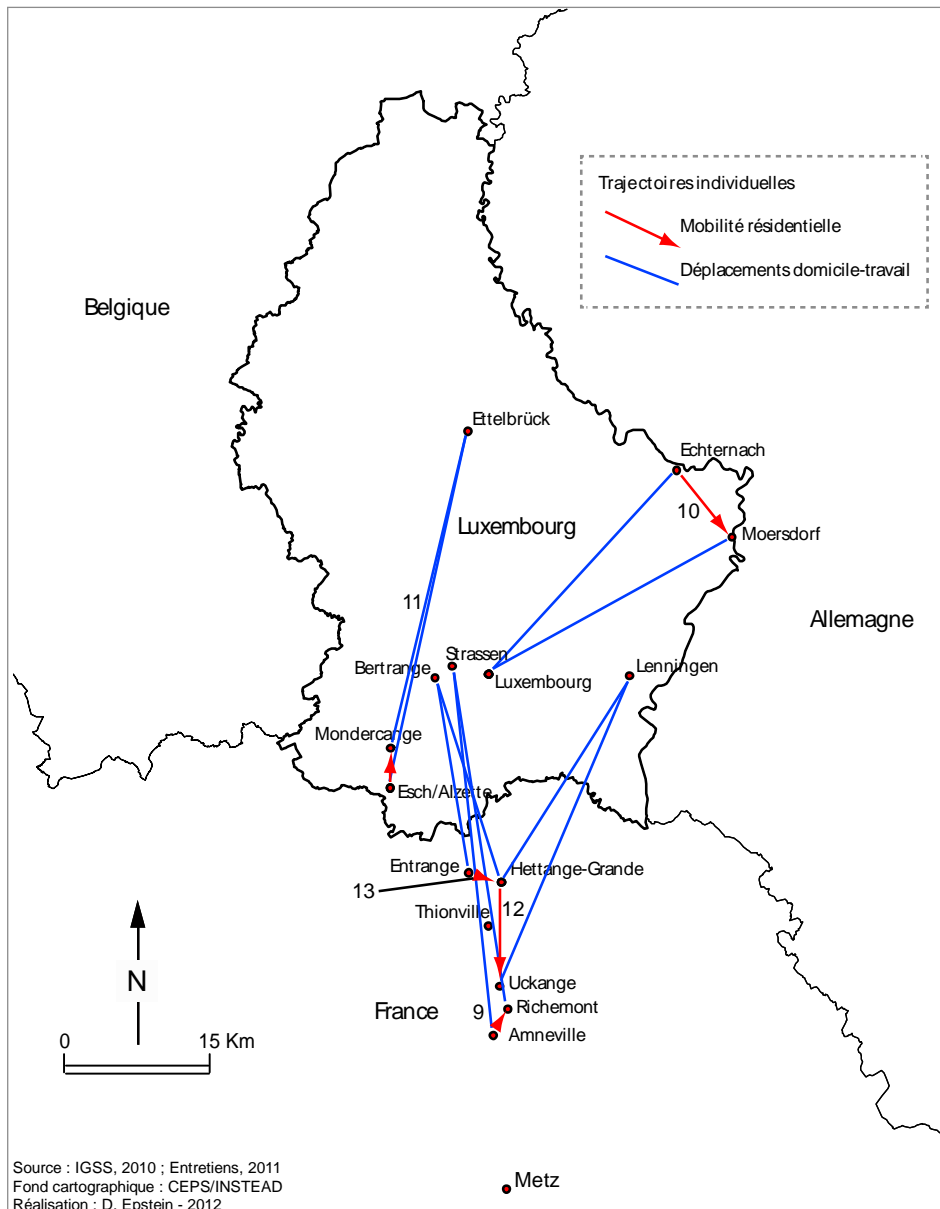 Trajectoires individuelles
Mobilité résidentielle
Déplacements domicile-travail
Belgique
Ettelbrück
Echternach
10
Luxembourg
Moersdorf
11
Allemagne
Strassen
Bertrange
Luxembourg
Lenningen
Mondercange
Esch/Alzette
Entrange
Hettange-Grande
13
12
Thionville
N
Uckange
France
9
Richemont
Amneville
0
15 Km
Metz
Source : IGSS, 2010 ; Entretiens, 2011
Fond cartographique : CEPS/INSTEAD
Réalisation : D. Epstein - 2012